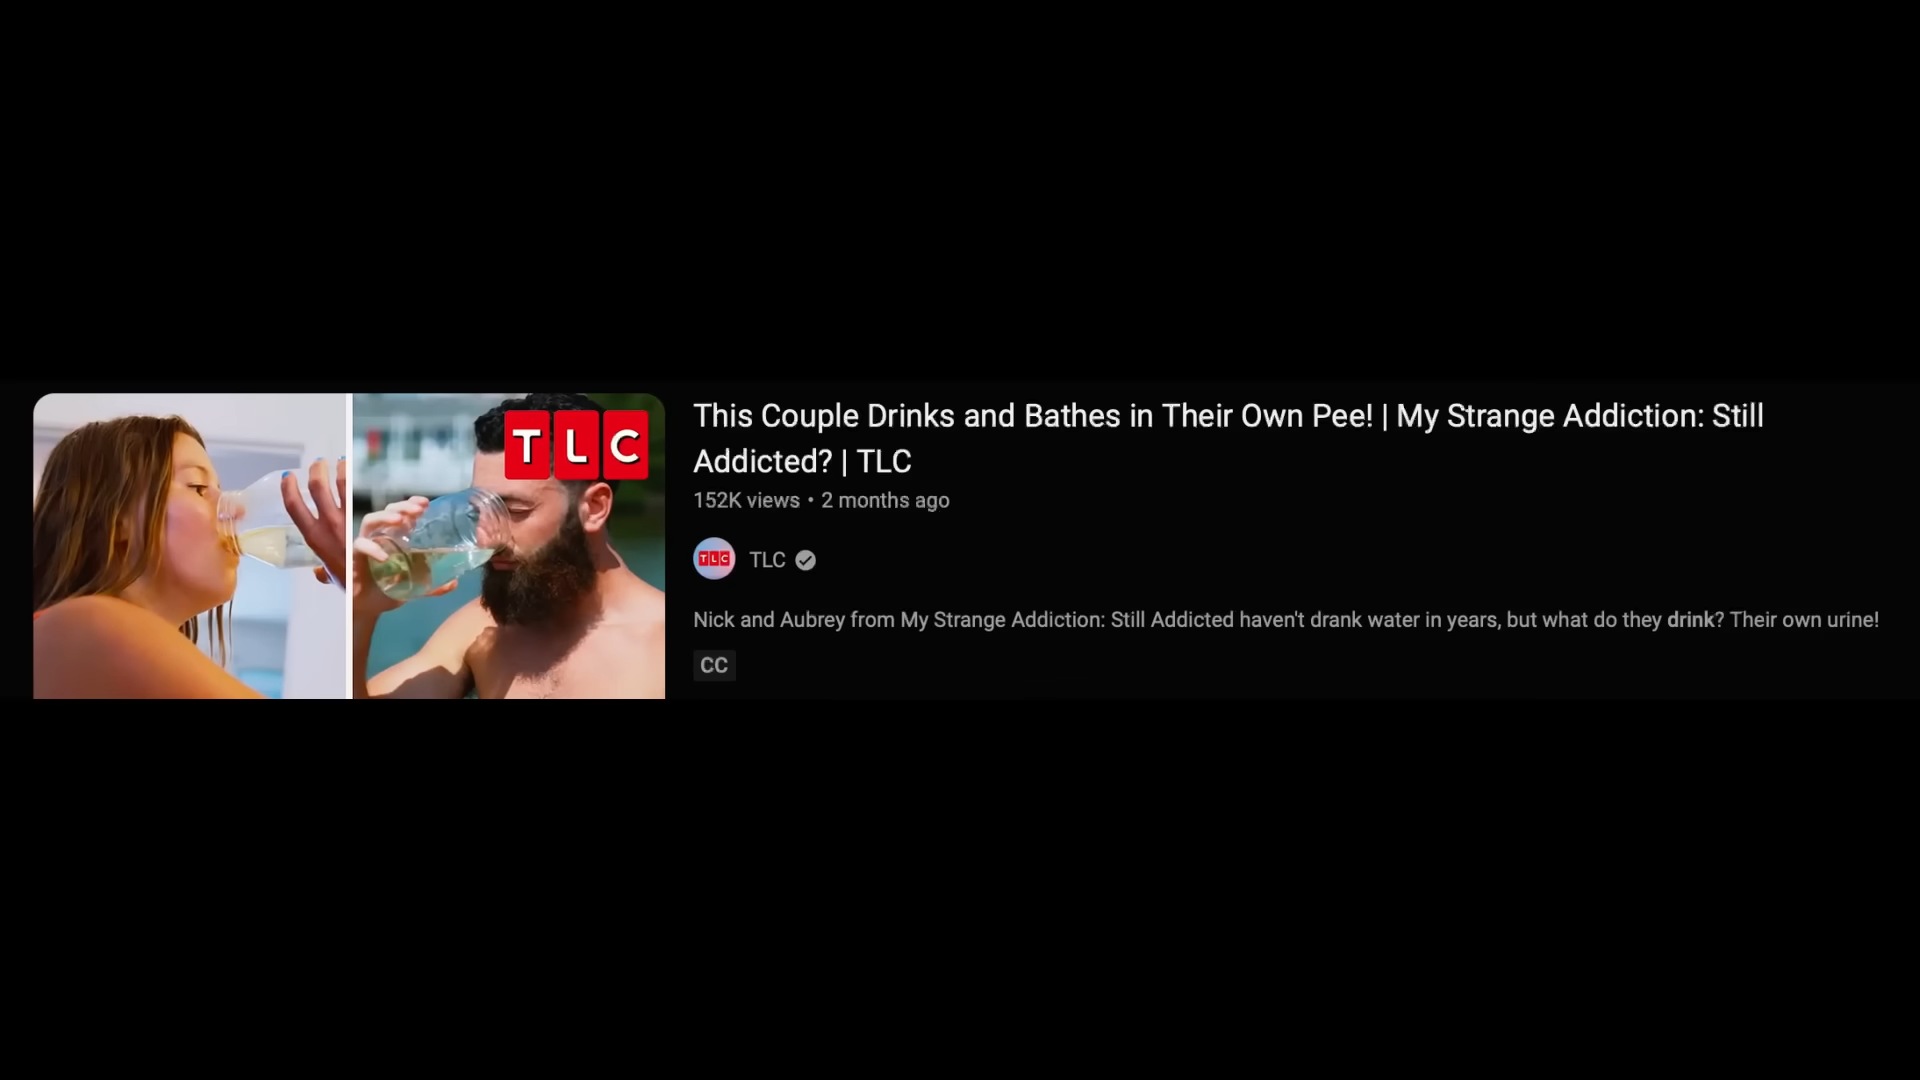 TLC
This Couple Drinks and Bathes in Their Own Pee! | My Strange Addiction: Still
Addicted? | TLC
152K views • 2 months ago
TLC TLC
Nick and Aubrey from My Strange Addiction: Still Addicted haven't drank water in years, but what do they drink? Their own urine!
CC